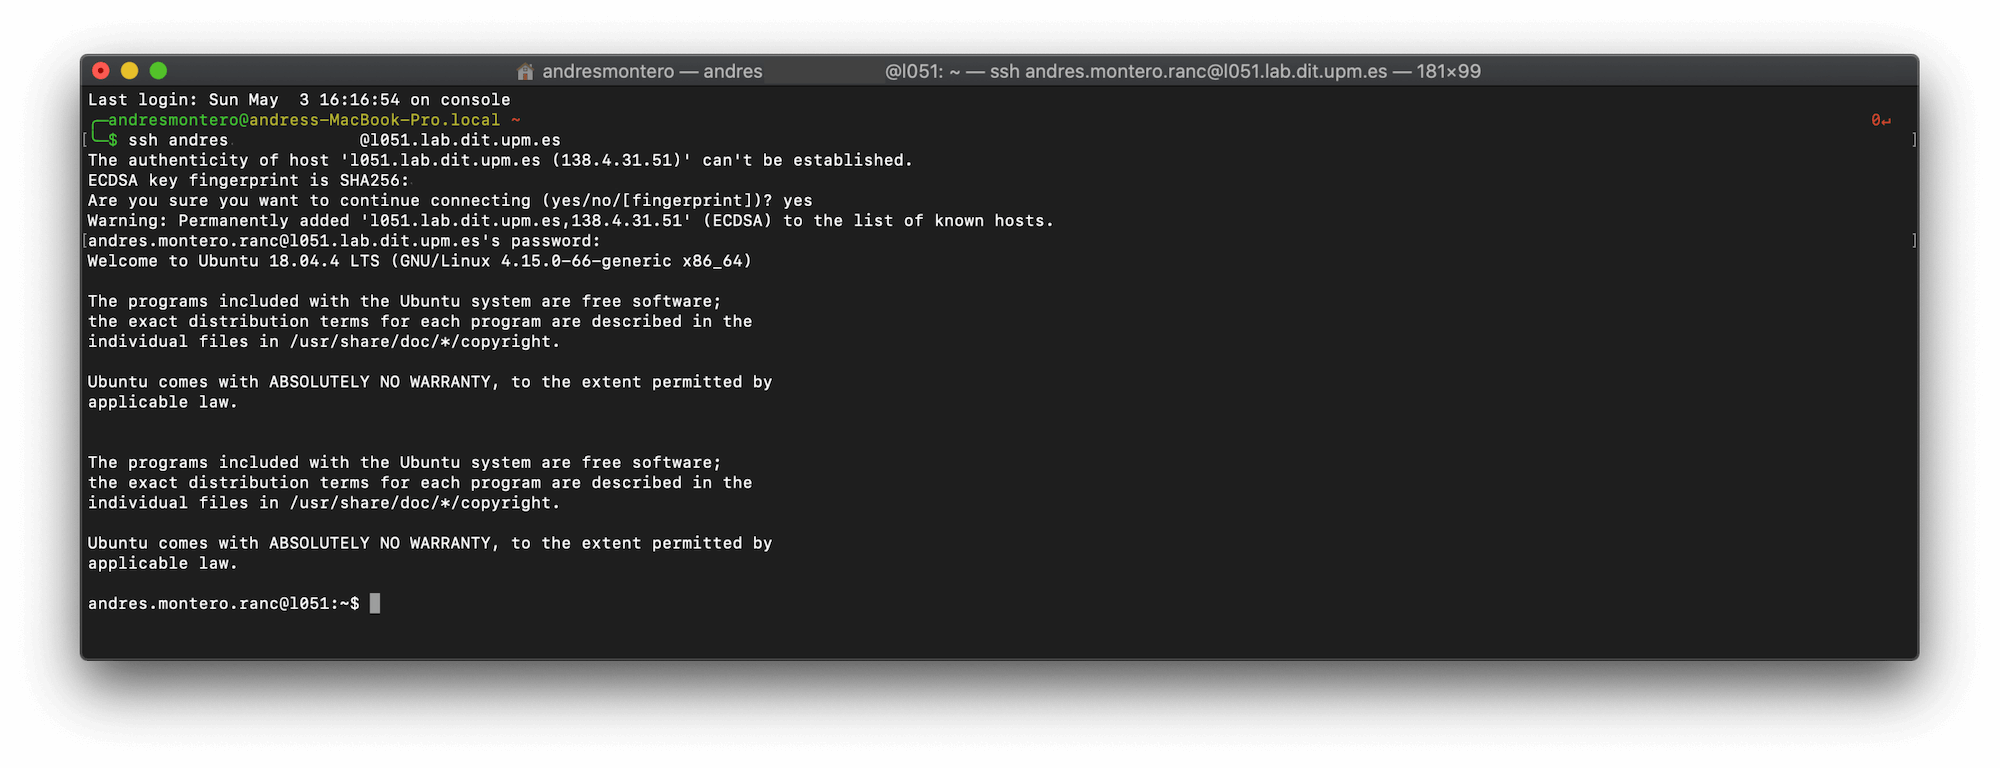 andresmontero — andres @l051: ~ — ssh andres.montero.ranc@l051.lab.dit.upm.es — 181×99
Last login: Sun May  3 16:16:54 on console
╭─andresmontero@andress-MacBook-Pro.local ~ 0↵
[╰─$ ssh andres @l051.lab.dit.upm.es ]
The authenticity of host 'l051.lab.dit.upm.es (138.4.31.51)' can't be established.
ECDSA key fingerprint is SHA256:
Are you sure you want to continue connecting (yes/no/[fingerprint])? yes
Warning: Permanently added 'l051.lab.dit.upm.es,138.4.31.51' (ECDSA) to the list of known hosts.
[andres.montero.ranc@l051.lab.dit.upm.es's password: ]
Welcome to Ubuntu 18.04.4 LTS (GNU/Linux 4.15.0-66-generic x86_64)
The programs included with the Ubuntu system are free software;
the exact distribution terms for each program are described in the
individual files in /usr/share/doc/*/copyright.
Ubuntu comes with ABSOLUTELY NO WARRANTY, to the extent permitted by
applicable law.
The programs included with the Ubuntu system are free software;
the exact distribution terms for each program are described in the
individual files in /usr/share/doc/*/copyright.
Ubuntu comes with ABSOLUTELY NO WARRANTY, to the extent permitted by
applicable law.
andres.montero.ranc@l051:~$